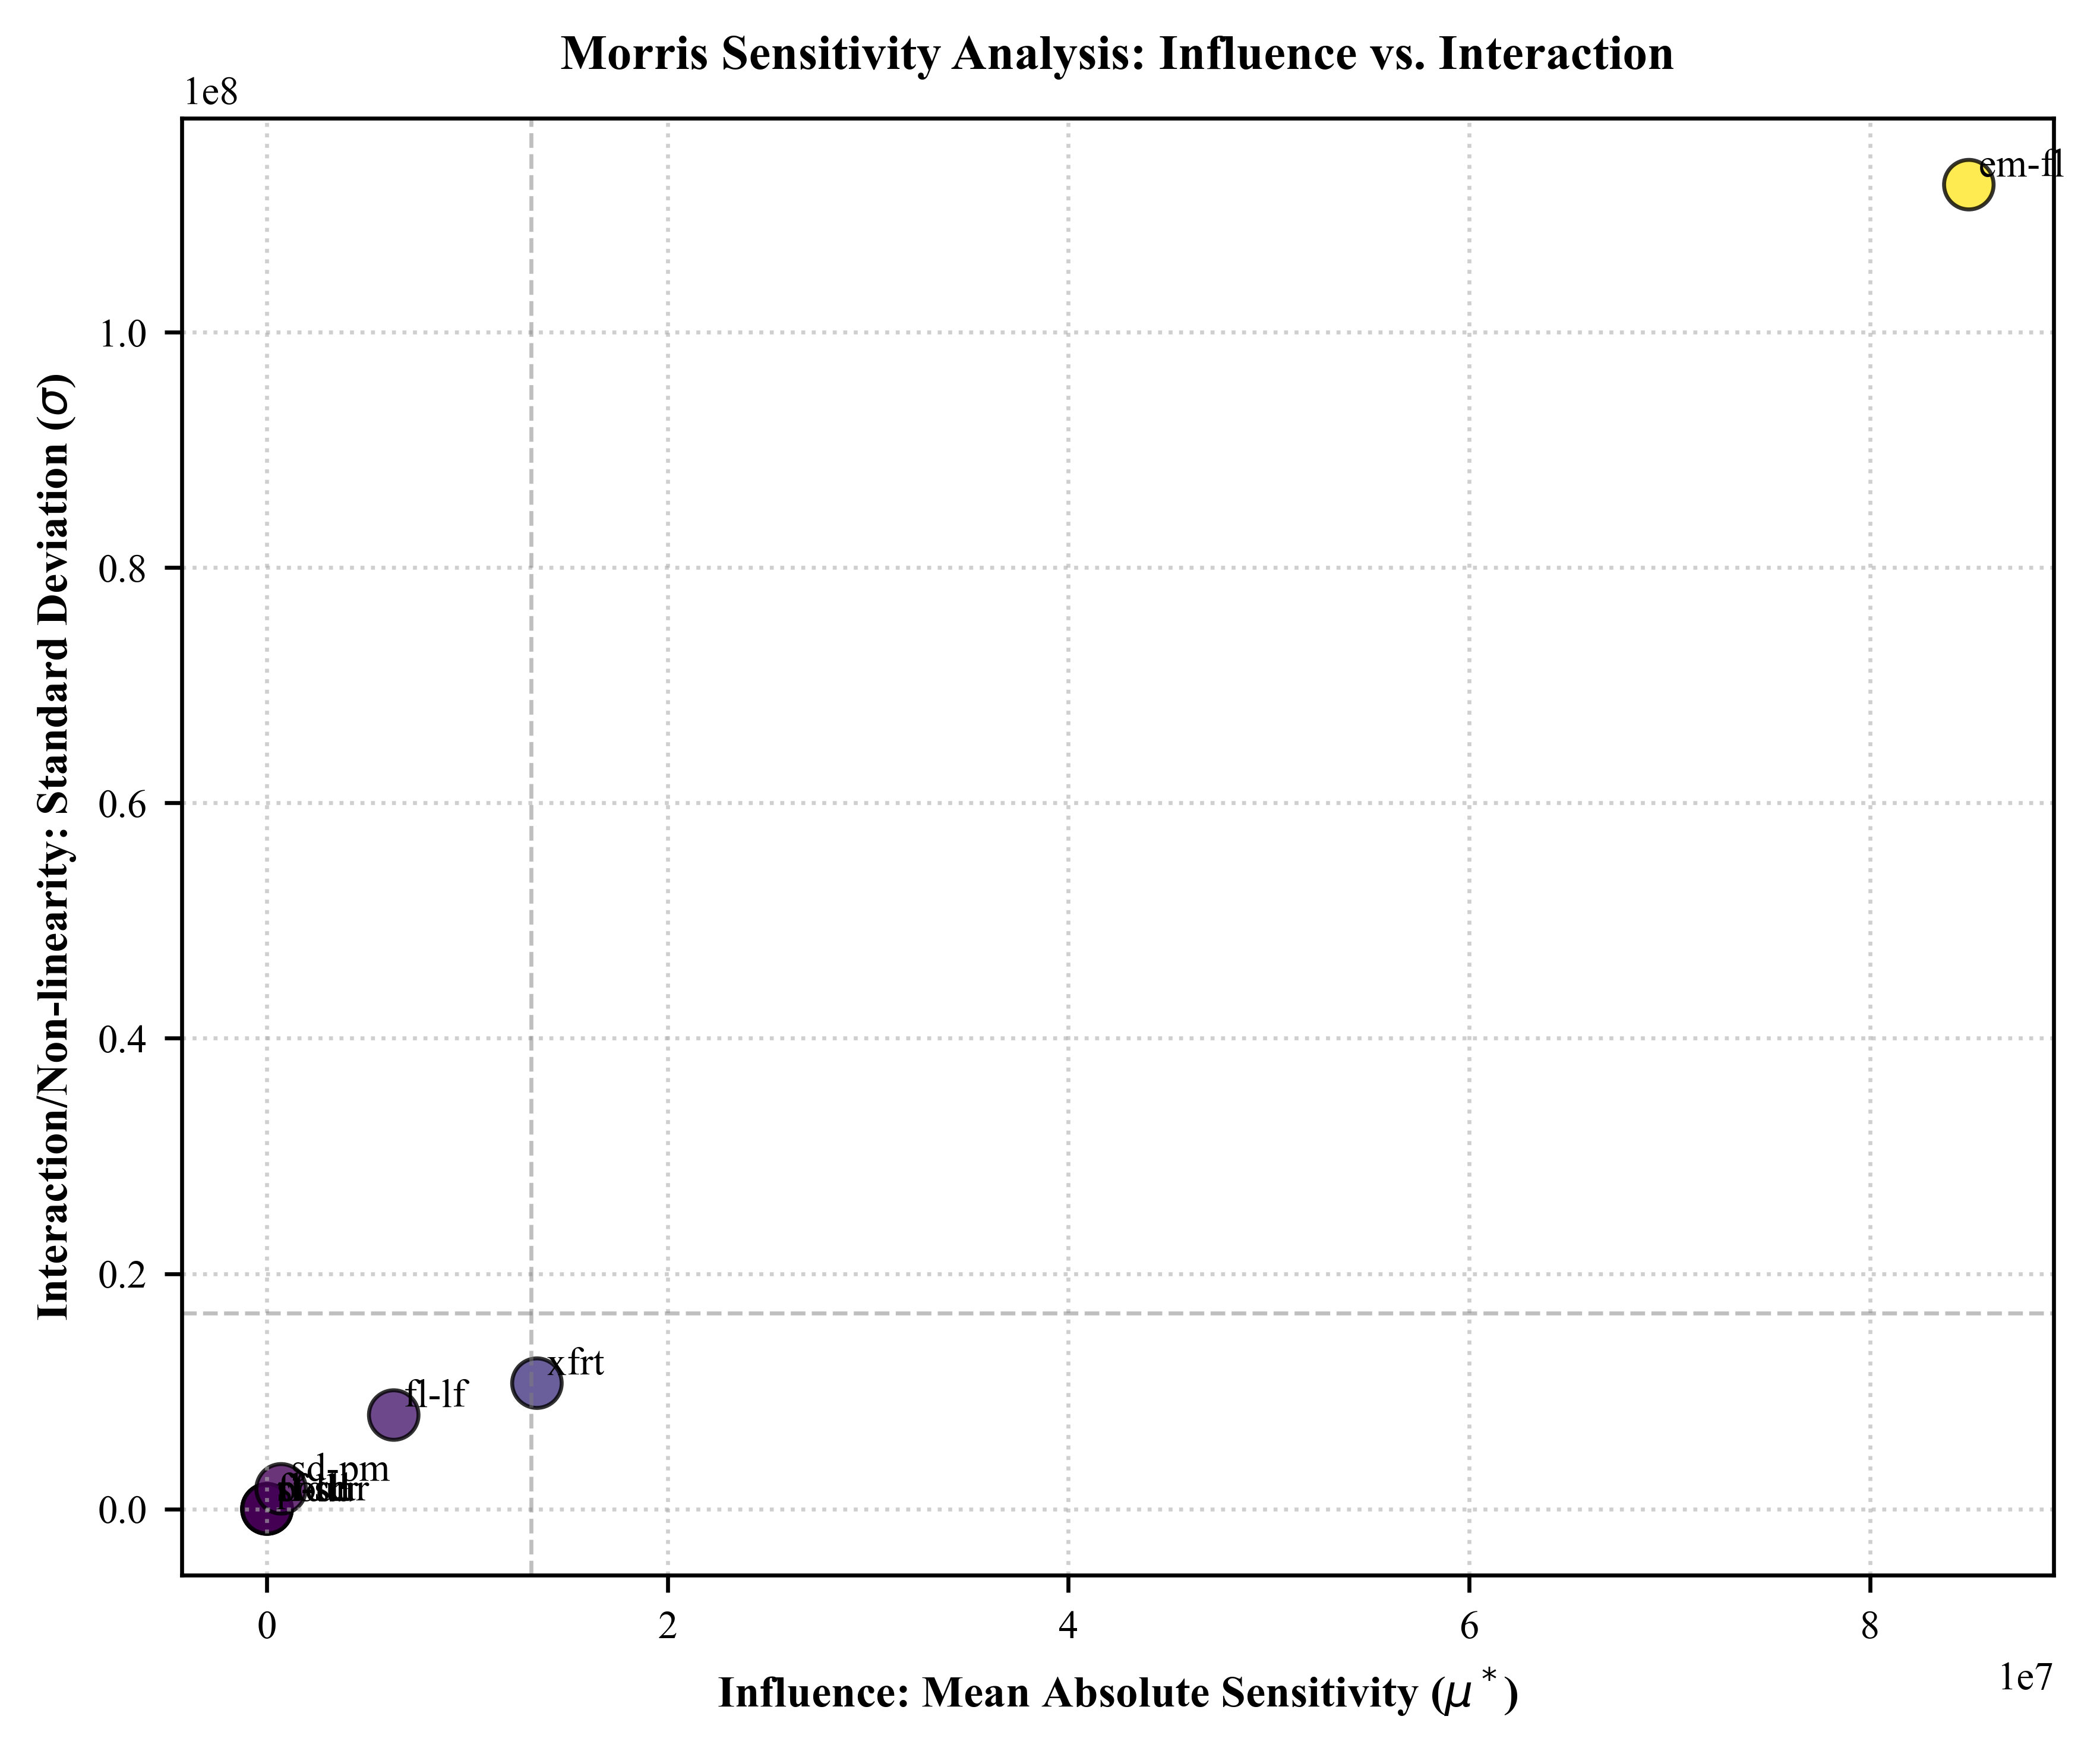 Morris Sensitivity Analysis: Influence vs. Interaction
1e8
em-fl
1.0
0.8
0.6
0.4
0.2
0.0
Interaction/Non-linearity: Standard Deviation (σ)
xfrt
fl-lf
sd-pm
0
2
4
6
8
1e7
Influence: Mean Absolute Sensitivity (μ*)